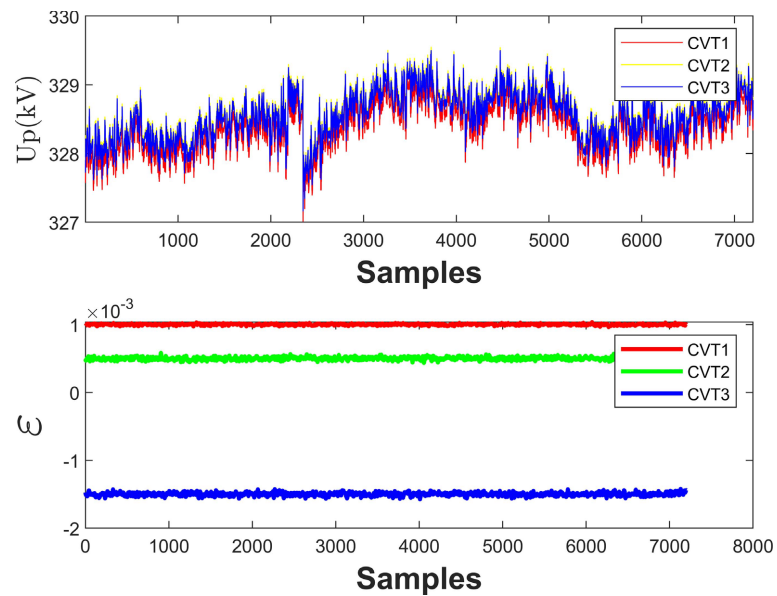 330
329
328
327
Up(kV)
CVT1
CVT2
CVT3
1000 2000 3000 4000 5000 6000 7000
Samples
×10⁻³
1
0
-1
-2
ε
CVT1
CVT2
CVT3
0 1000 2000 3000 4000 5000 6000 7000 8000
Samples